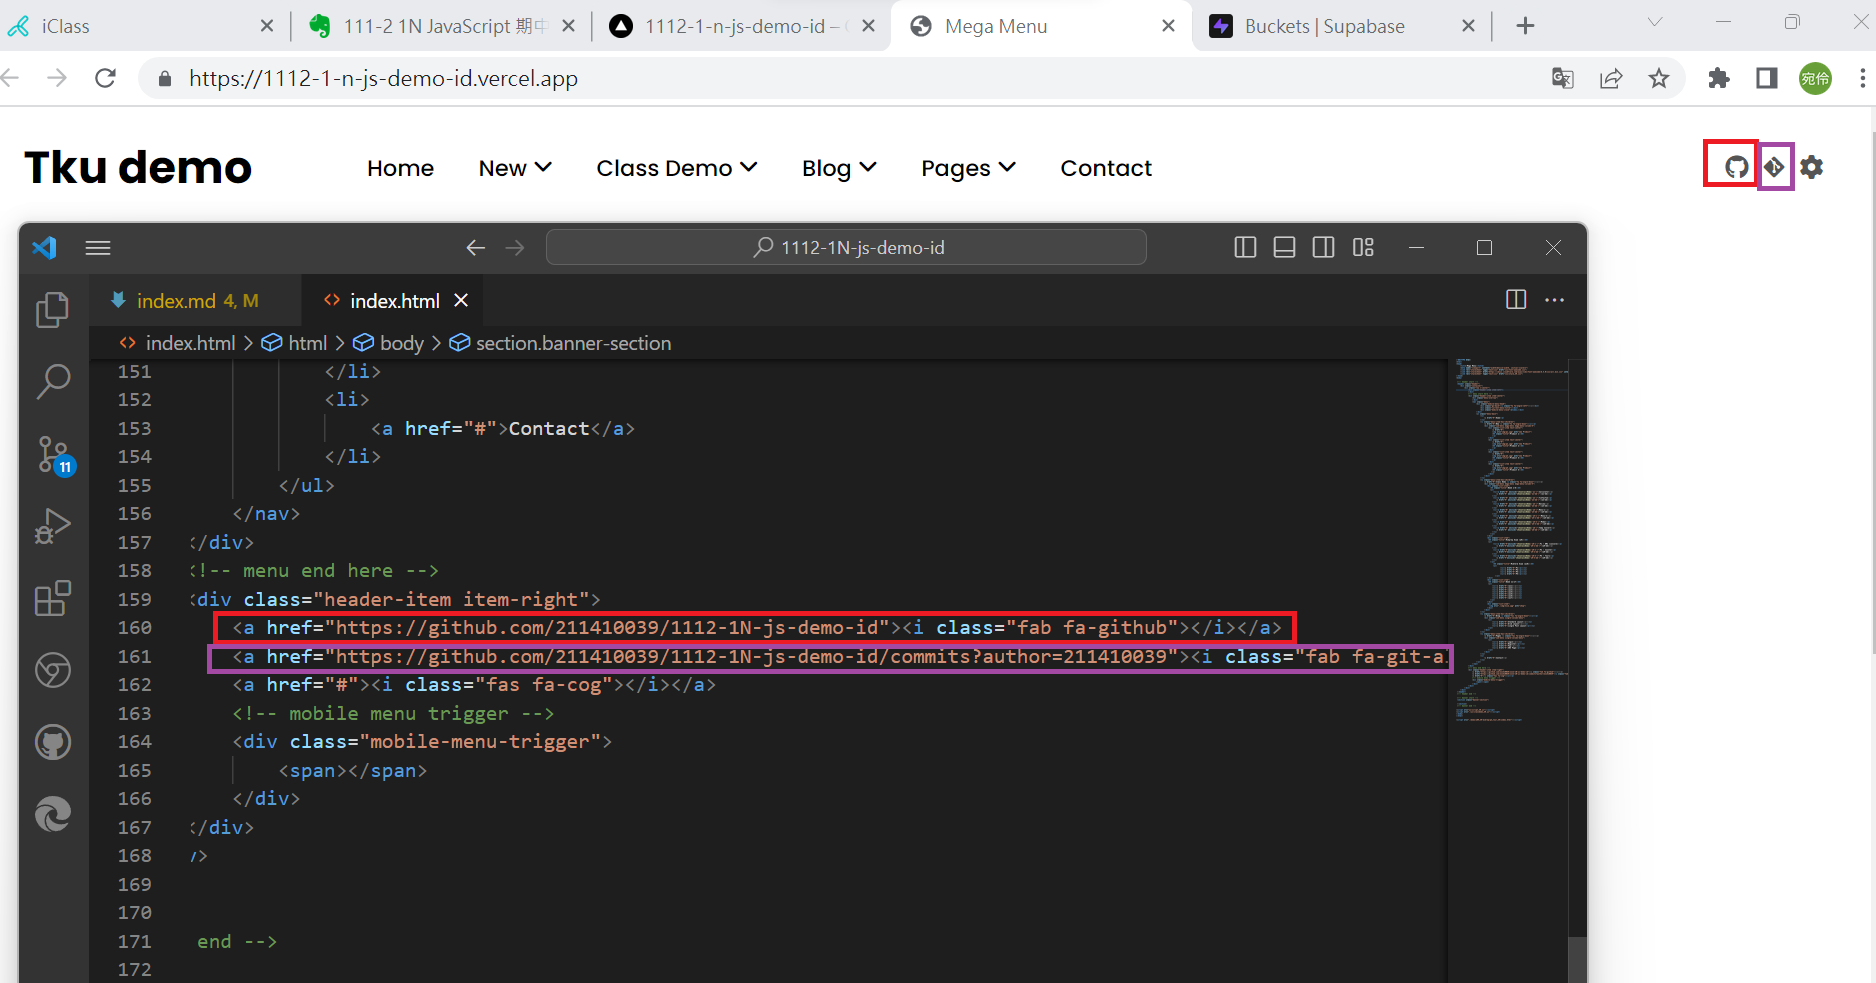 iClass
111-2 1N JavaScript 期中
1112-1-n-js-demo-id –
Mega Menu
Buckets | Supabase
https://1112-1-n-js-demo-id.vercel.app
宛伶
Tku demo
Home
New
Class Demo
Blog
Pages
Contact
1112-1N-js-demo-id
index.md 4, M
index.html
index.html > html > body > section.banner-section
11
151 </li>
152 <li>
153 <a href="#">Contact</a>
154 </li>
155 </ul>
156 </nav>
157 </div>
158 <!-- menu end here -->
159 <div class="header-item item-right">
160 <a href="https://github.com/211410039/1112-1N-js-demo-id"><i class="fab fa-github"></i></a>
161 <a href="https://github.com/211410039/1112-1N-js-demo-id/commits?author=211410039"><i class="fab fa-git-a
162 <a href="#"><i class="fas fa-cog"></i></a>
163 <!-- mobile menu trigger -->
164 <div class="mobile-menu-trigger">
165 <span></span>
166 </div>
167 </div>
168 />
169
170
171 end -->
172